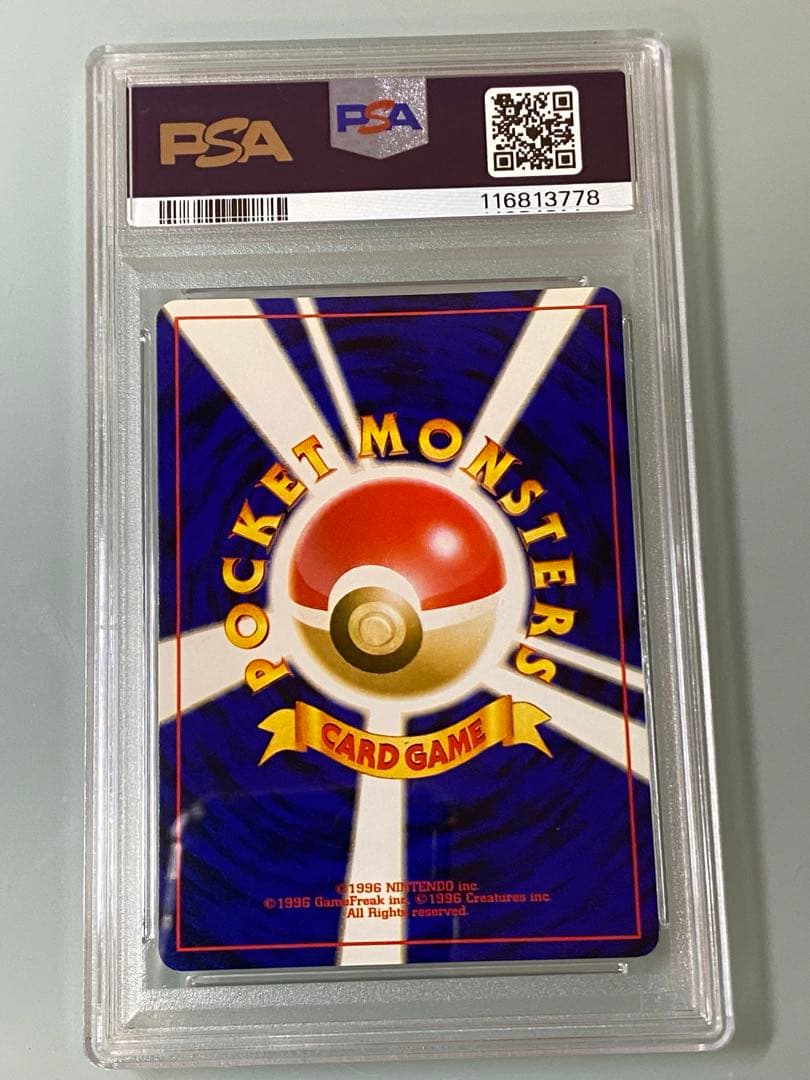 PSA
PSA
116813778
POCKET MONSTERS
CARD GAME
©1996 NINTENDO inc.
©1996 GameFreak inc. ©1996 Creatures inc.
All Rights reserved.